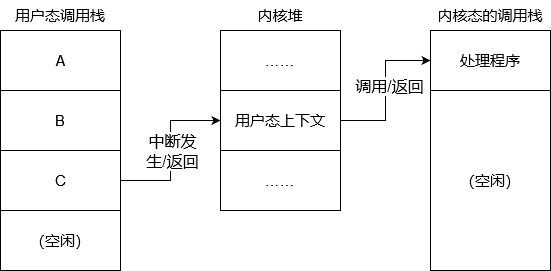 用户态调用栈
A
B
C
(空闲)
中断发
生/返回
内核堆
……
用户态上下文
……
调用/返回
内核态的调用栈
处理程序
(空闲)